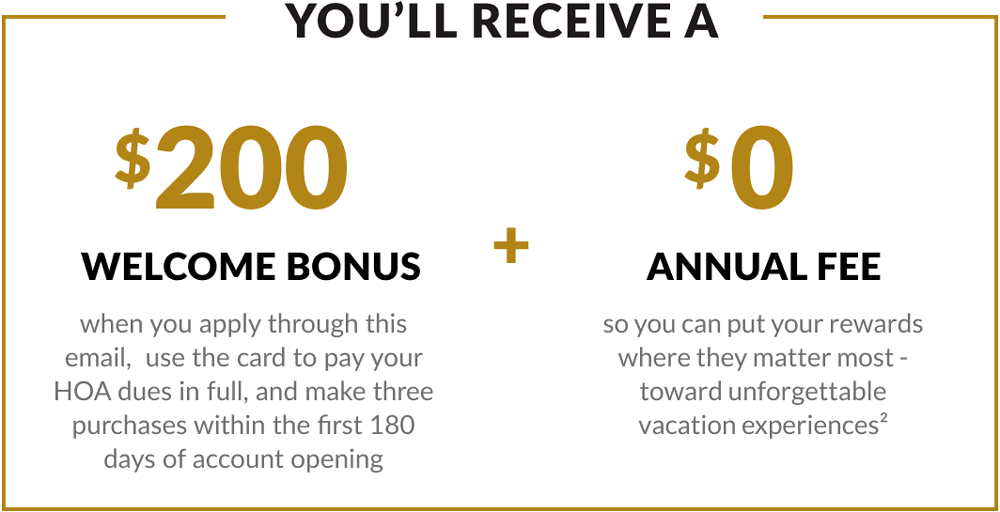 YOU’LL RECEIVE A
$200
WELCOME BONUS
when you apply through this
email,  use the card to pay your
HOA dues in full, and make three
purchases within the first 180
days of account opening
+
$0
ANNUAL FEE
so you can put your rewards
where they matter most -
toward unforgettable
vacation experiences²